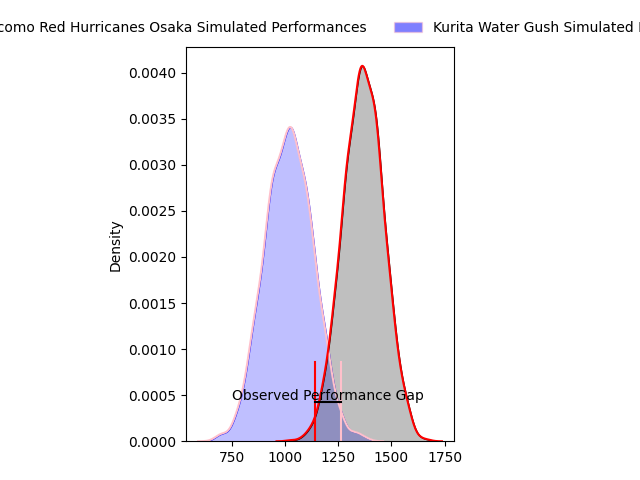 Red Hurricanes Osaka Simulated Performances
Kurita Water Gush Simulated
0.0040
0.0035
0.0030
0.0025
0.0020
0.0015
0.0010
0.0005
0.0000
Density
Observed Performance Gap
750 1000 1250 1500 1750